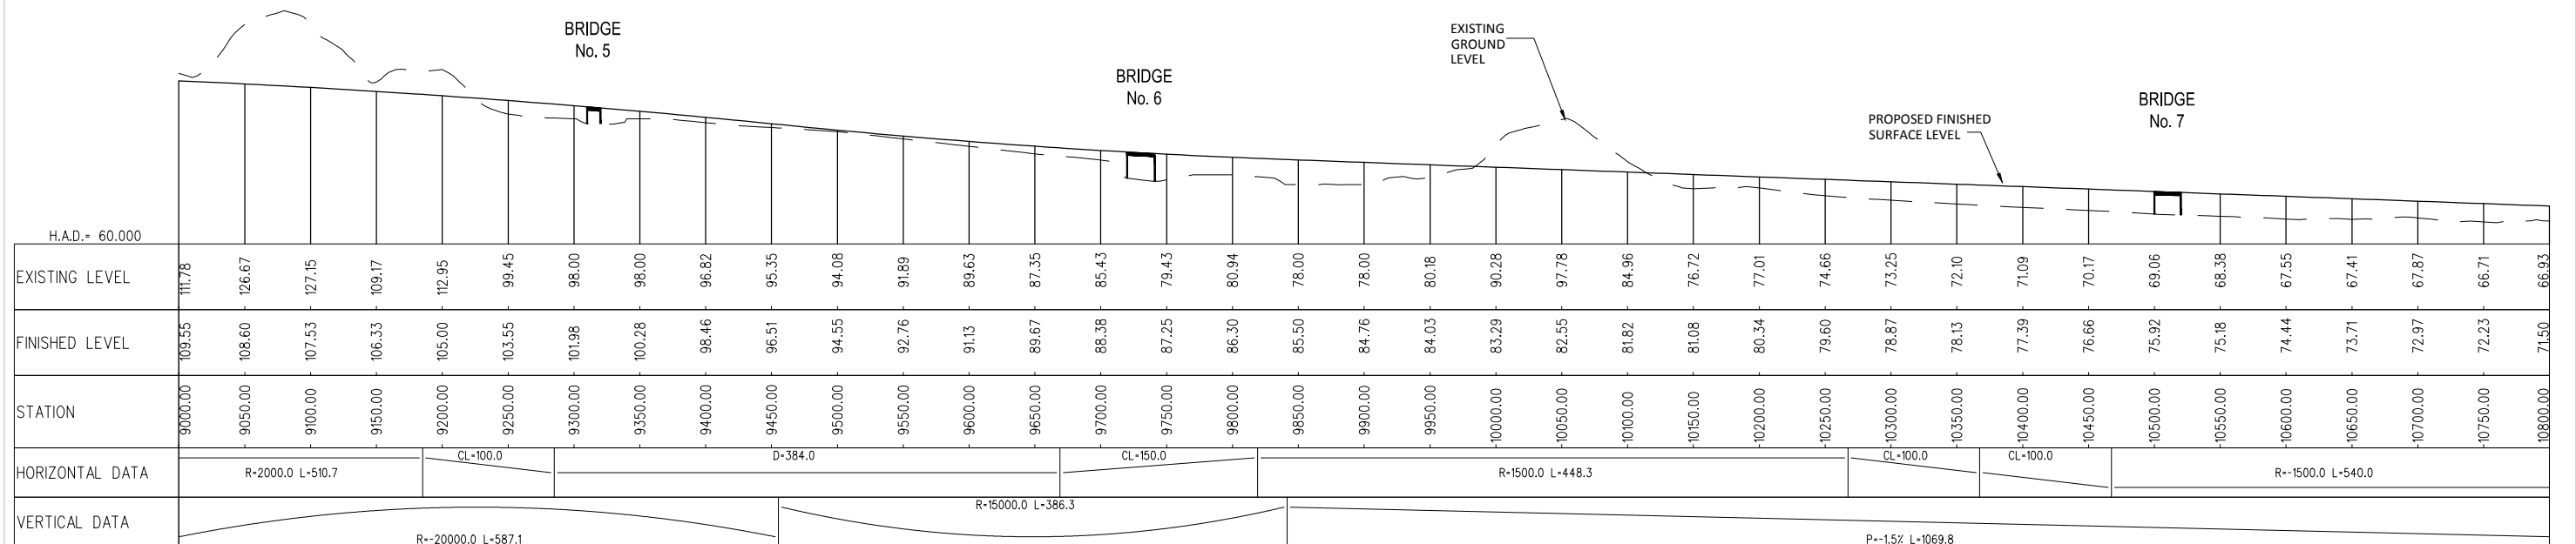 BRIDGE
No. 5
BRIDGE
No. 6
EXISTING
GROUND
LEVEL
PROPOSED FINISHED
SURFACE LEVEL
BRIDGE
No. 7
H.A.D.= 60.000
EXISTING LEVEL 111.78 126.67 127.15 109.17 112.95 99.45 98.00 98.00 96.82 95.35 94.08 91.89 89.63 87.35 85.43 79.43 80.94 78.00 78.00 80.18 90.28 97.78 84.96 76.72 77.01 74.66 73.25 72.10 71.09 70.17 69.06 68.38 67.55 67.41 67.87 66.71 66.93
FINISHED LEVEL 109.55 108.60 107.53 106.33 105.00 103.55 101.98 100.28 98.46 96.51 94.55 92.76 91.13 89.67 88.38 87.25 86.30 85.50 84.76 84.03 83.29 82.55 81.82 81.08 80.34 79.60 78.87 78.13 77.39 76.66 75.92 75.18 74.44 73.71 72.97 72.23 71.50
STATION 9000.00 9050.00 9100.00 9150.00 9200.00 9250.00 9300.00 9350.00 9400.00 9450.00 9500.00 9550.00 9600.00 9650.00 9700.00 9750.00 9800.00 9850.00 9900.00 9950.00 10000.00 10050.00 10100.00 10150.00 10200.00 10250.00 10300.00 10350.00 10400.00 10450.00 10500.00 10550.00 10600.00 10650.00 10700.00 10750.00 10800.00
HORIZONTAL DATA R=2000.0 L=510.7 CL=100.0 D=384.0 CL=150.0 R=1500.0 L=448.3 CL=100.0 CL=100.0 R=-1500.0 L=540.0
VERTICAL DATA R=-20000.0 L=587.1 R=15000.0 L=386.3 P=-1.5% L=1069.8